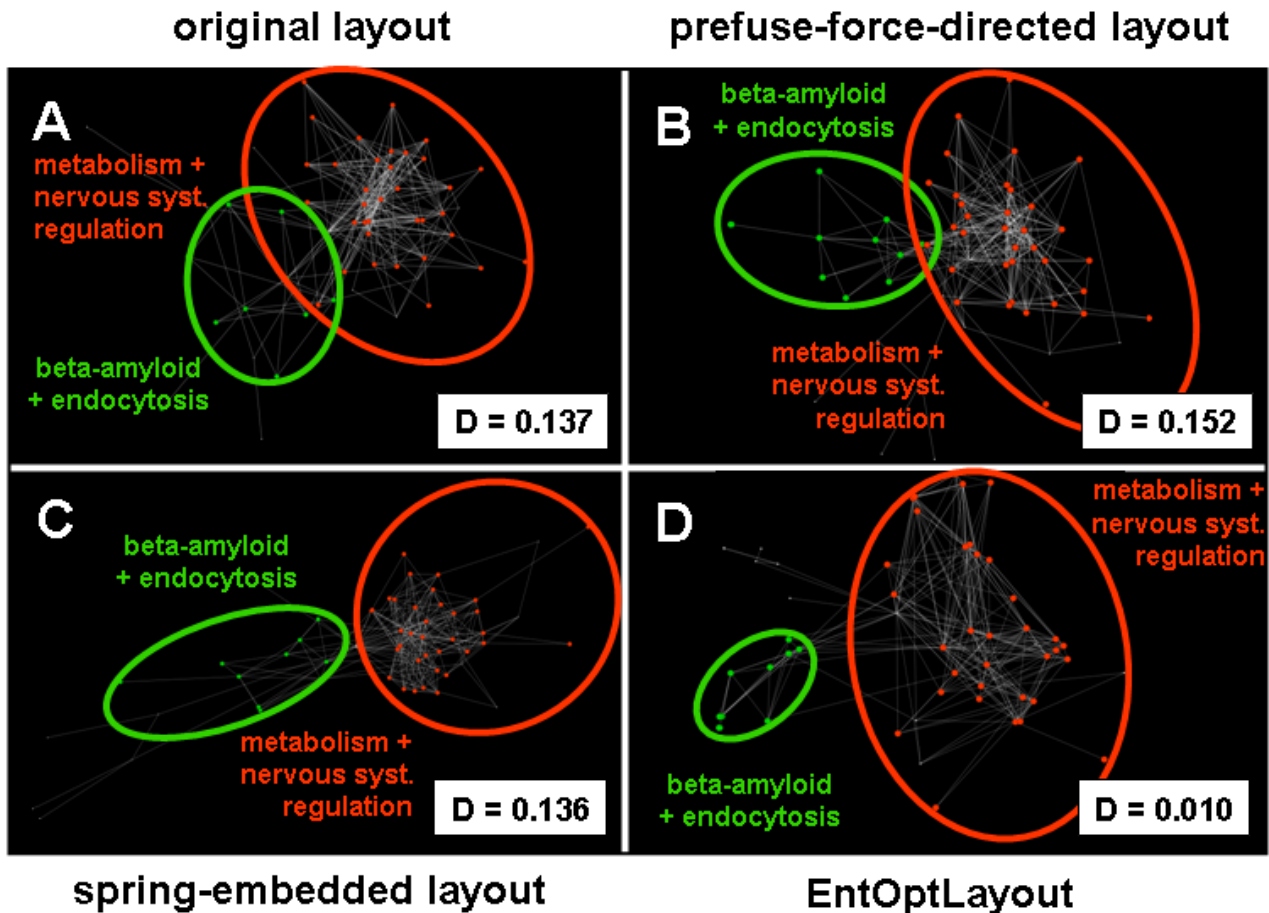 original layout
prefuse-force-directed layout
A
metabolism +
nervous syst.
regulation
beta-amyloid
+ endocytosis
D = 0.137
B
beta-amyloid
+ endocytosis
metabolism +
nervous syst.
regulation
D = 0.152
C
beta-amyloid
+ endocytosis
metabolism +
nervous syst.
regulation
D = 0.136
D
metabolism +
nervous syst.
regulation
beta-amyloid
+ endocytosis
D = 0.010
spring-embedded layout
EntOptLayout